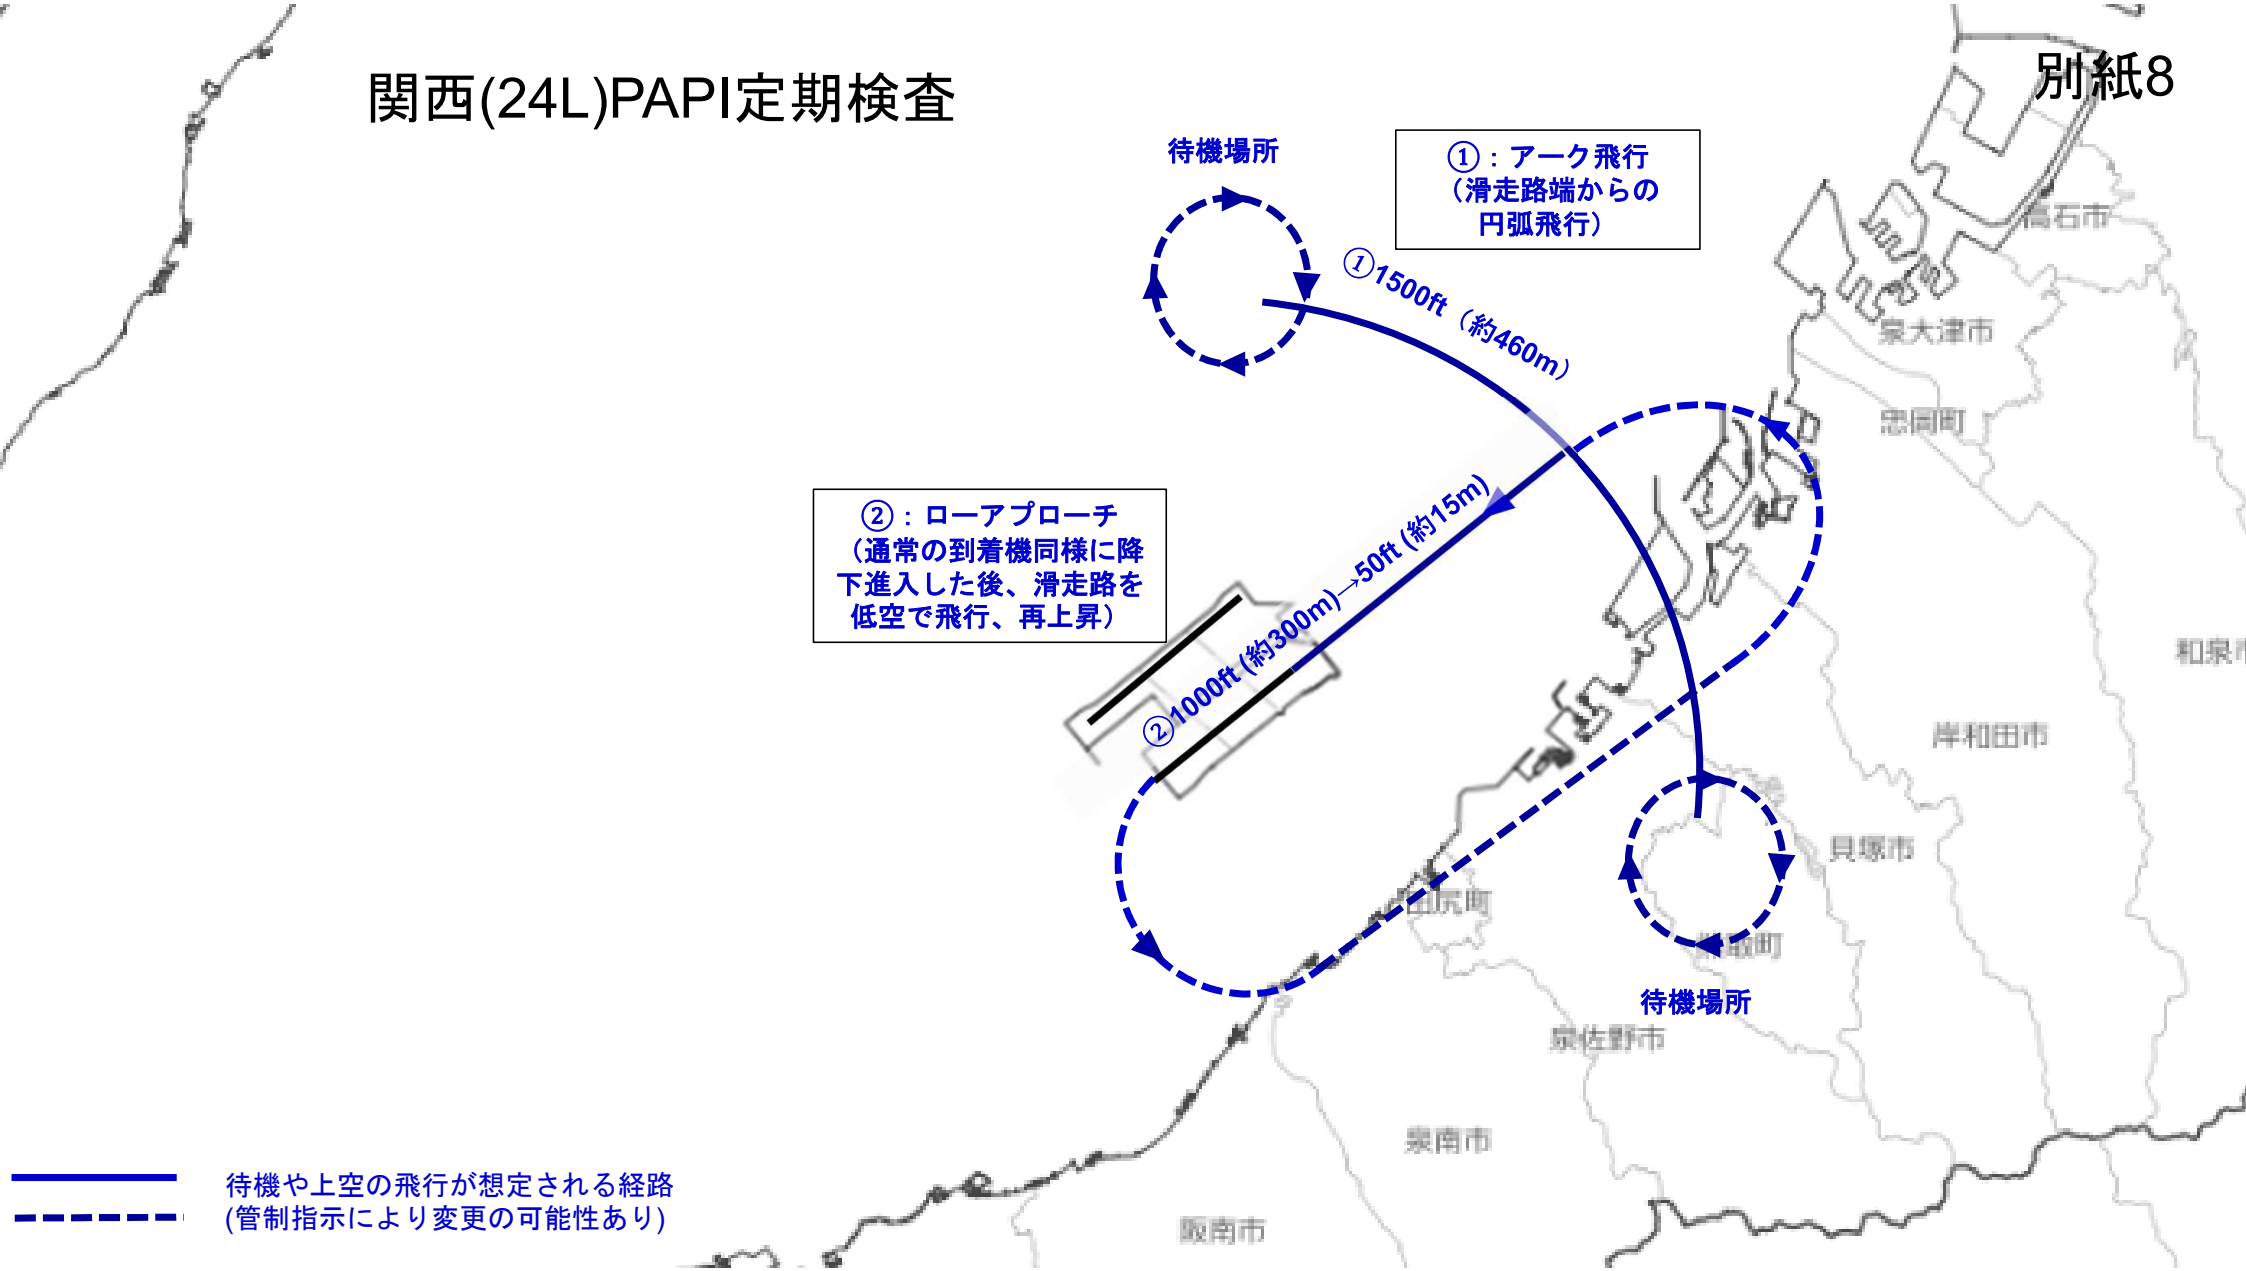 関西(24L)PAPI定期検査
別紙8
待機場所
①：アーク飛行
（滑走路端からの
円弧飛行）
①1500ft（約460m）
高石市
泉大津市
忠岡町
②：ローアプローチ
（通常の到着機同様に降
下進入した後、滑走路を
低空で飛行、再上昇）
②1000ft (約300m)→50ft (約15m)
和泉市
岸和田市
貝塚市
田尻町
熊取町
待機場所
泉佐野市
泉南市
阪南市
待機や上空の飛行が想定される経路
(管制指示により変更の可能性あり)